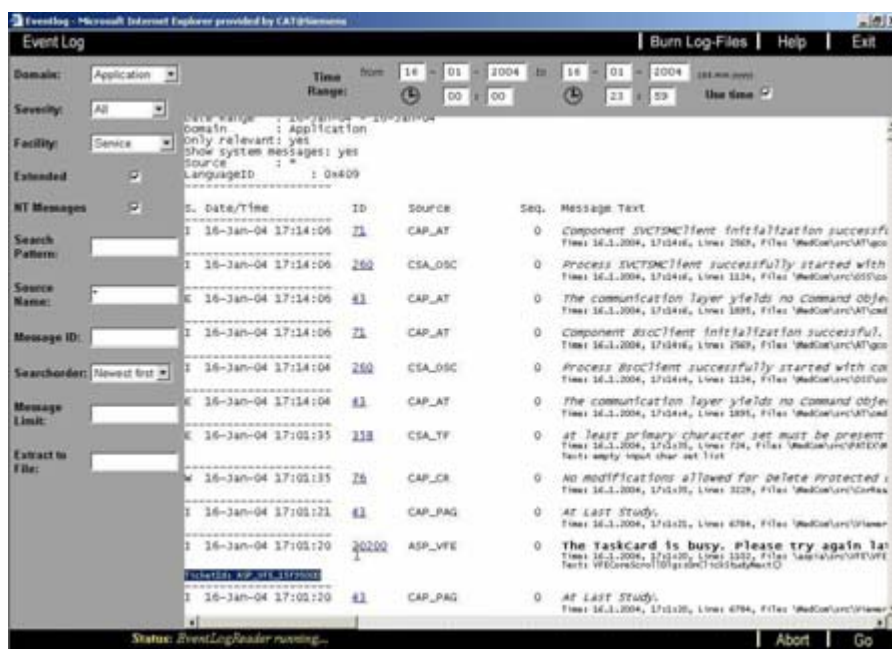 Eventlog - Microsoft Internet Explorer provided by CAT@Siemens
Event Log
Burn Log-Files | Help | Exit
Domain: Application
Time Range: from 16 - 01 - 2004 to 16 - 01 - 2004
00 : 00 23 : 59 Use time
Severity: All
Facility: Service
Extended
NT Messages
Search Pattern:
Source Name: *
Message ID:
Searchorder: Newest first
Message Limit:
Extract to File:
Domain : Application
Only relevant: yes
Show system messages: yes
Source : *
LanguageID : 0x409
S. Date/Time ID Source Seq. Message Text
I 16-Jan-04 17:14:06 71 CAP_AT 0 Component SVCTSMClient initialization successf
I 16-Jan-04 17:14:06 260 CSA_OSC 0 Process SVCTSMClient successfully started with
E 16-Jan-04 17:14:06 43 CAP_AT 0 The communication layer yields no Command Obje
I 16-Jan-04 17:14:06 71 CAP_AT 0 Component BscClient initialization successful.
I 16-Jan-04 17:14:04 260 CSA_OSC 0 Process BscClient successfully started with co
E 16-Jan-04 17:14:04 43 CAP_AT 0 The communication layer yields no Command Obje
E 16-Jan-04 17:01:35 358 CSA_TF 0 at least primary character set must be present
Text: empty input char set list
W 16-Jan-04 17:01:35 76 CAP_CR 0 No modifications allowed for Delete Protected
I 16-Jan-04 17:01:21 43 CAP_PAG 0 At Last Study.
I 16-Jan-04 17:01:20 20200 ASP_VFE 0 The TaskCard is busy. Please try again la
1
I 16-Jan-04 17:01:20 43 CAP_PAG 0 At Last Study.
Status: EventLogReader running...
Abort | Go